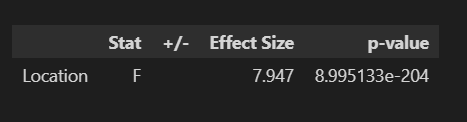 Stat +/- Effect Size p-value
Location F 7.947 8.995133e-204